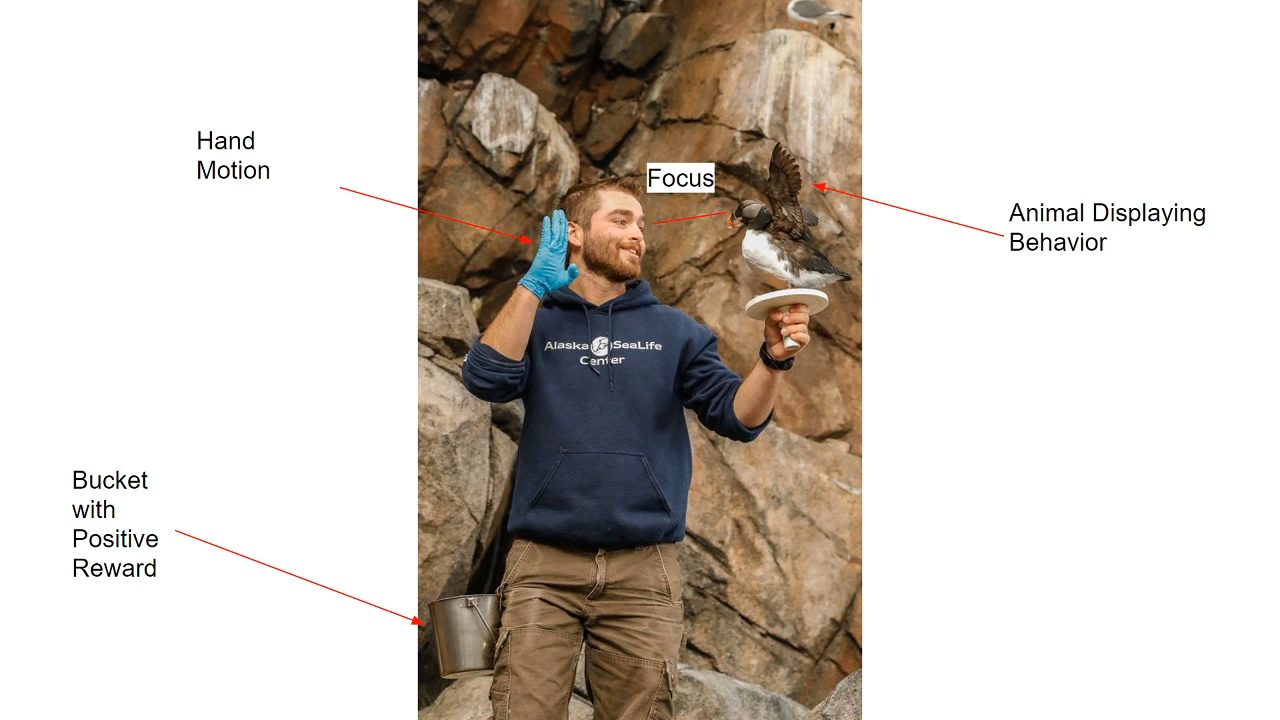 Hand
Motion
Focus
Animal Displaying
Behavior
Alaska SeaLife
Center
Bucket
with
Positive
Reward